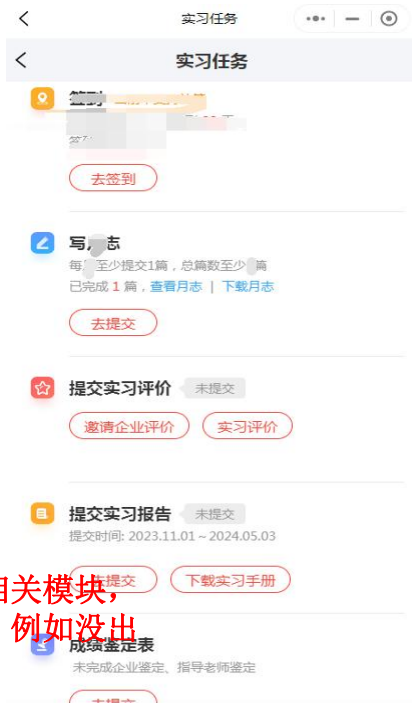 实习任务
实习任务
签到
去签到
写 志
每 至少提交1篇，总篇数至少 篇
已完成 1 篇，查看月志 | 下载月志
去提交
提交实习评价 未提交
邀请企业评价 实习评价
提交实习报告 未提交
提交时间: 2023.11.01～2024.05.03
去提交 下载实习手册
相关模块，
例如没出
成绩鉴定表
未完成企业鉴定、指导老师鉴定
去提交